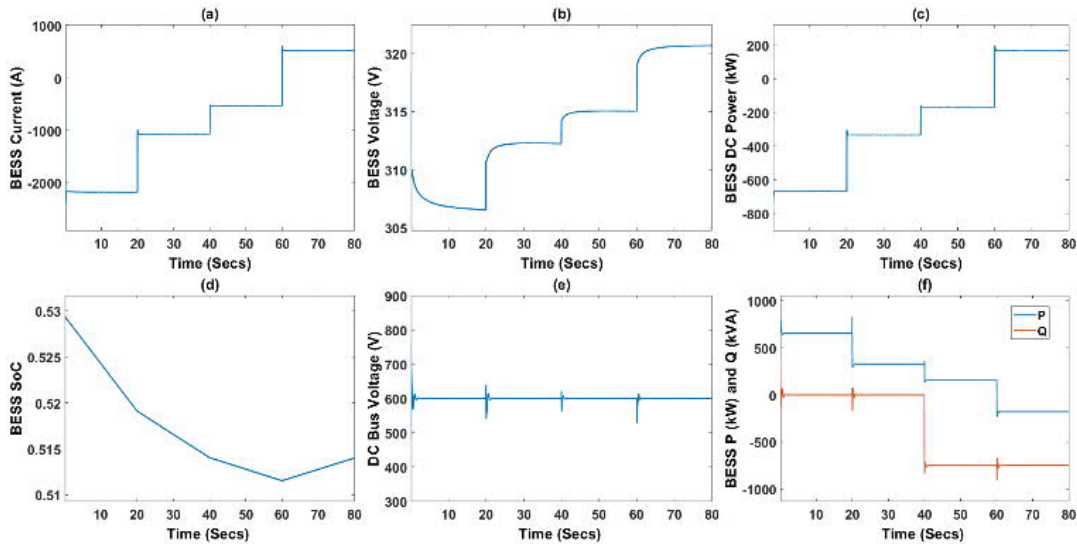 (a)
1000
0
-1000
-2000
BESS Current (A)
10 20 30 40 50 60 70 80
Time (Secs)
(b)
320
315
310
305
BESS Voltage (V)
10 20 30 40 50 60 70 80
Time (Secs)
(c)
200
0
-200
-400
-600
-800
BESS DC Power (kW)
10 20 30 40 50 60 70 80
Time (Secs)
(d)
0.53
0.525
0.52
0.515
0.51
BESS SoC
10 20 30 40 50 60 70 80
Time (Secs)
(e)
900
800
700
600
500
400
300
DC Bus Voltage (V)
10 20 30 40 50 60 70 80
Time (Secs)
(f)
1000
500
0
-500
-1000
BESS P (kW) and Q (kVA)
P
Q
10 20 30 40 50 60 70 80
Time (Secs)